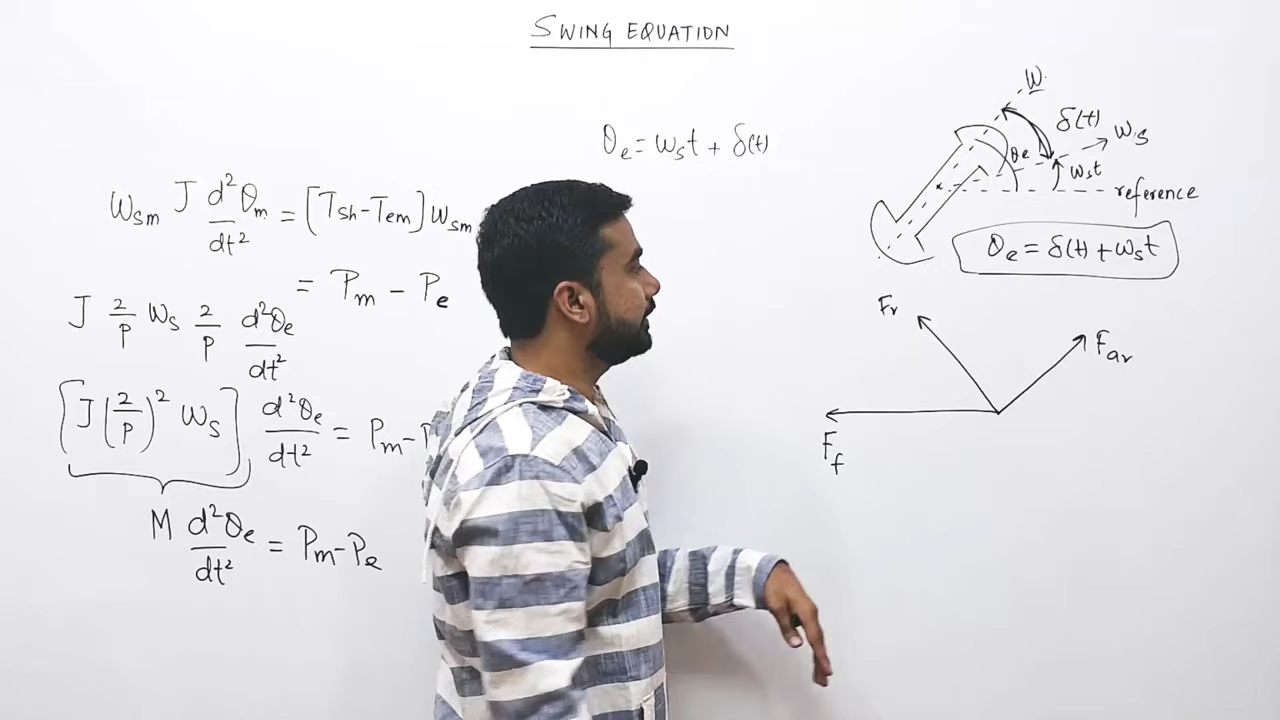 SWING EQUATION
θe = ωst + δ(t)
ωsm J d²θm/dt² = [Tsh - Tem] ωsm
= Pm - Pe
J 2/P ωs 2/P d²θe/dt²
[J (2/P)² ωs] d²θe/dt² = Pm -
M d²θe/dt² = Pm - Pe
ω
δ(t)
ωs
θe
ωst
reference
θe = δ(t) + ωst
Fr
Far
Ff